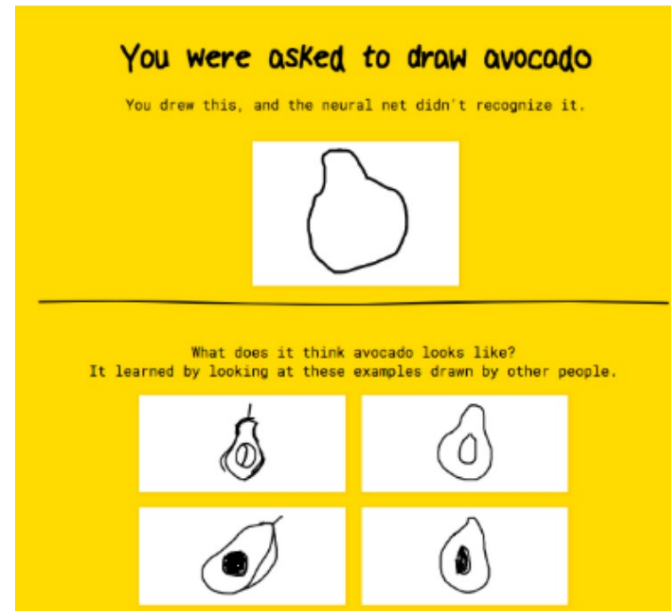 You were asked to draw avocado
You drew this, and the neural net didn't recognize it.
What does it think avocado looks like?
It learned by looking at these examples drawn by other people.